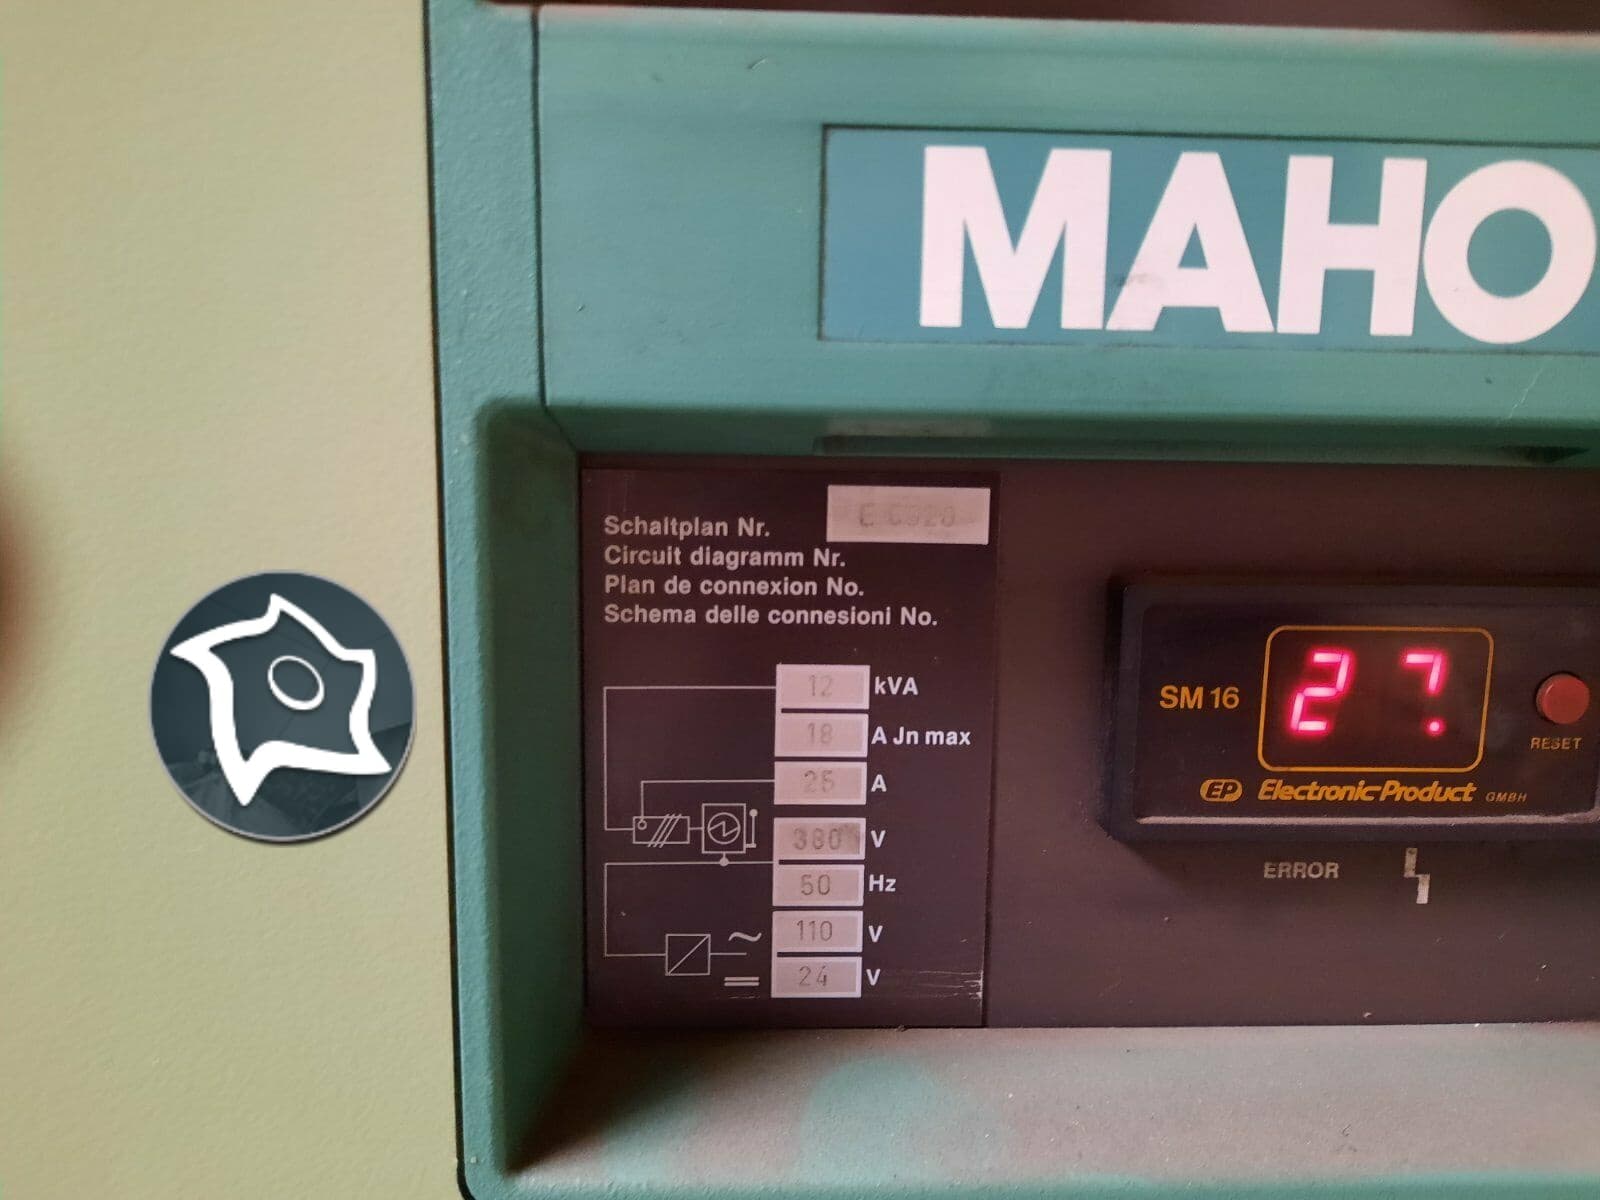 MAHO
Schaltplan Nr.
Circuit diagramm Nr.
Plan de connexion No.
Schema delle connesioni No.
12 kVA
18 A Jn max
25 A
380 V
50 Hz
110 V
24 V
SM 16
27.
RESET
EP Electronic Product GMBH
ERROR